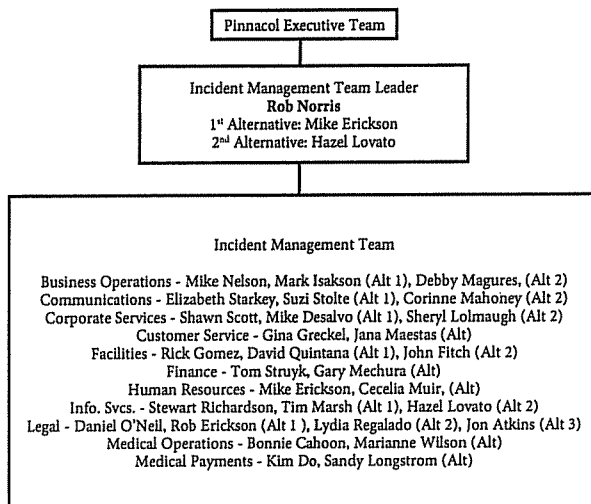 Pinnacol Executive Team
Incident Management Team Leader
Rob Norris
1st Alternative: Mike Erickson
2nd Alternative: Hazel Lovato
Incident Management Team
Business Operations - Mike Nelson, Mark Isakson (Alt 1), Debby Magures, (Alt 2)
Communications - Elizabeth Starkey, Suzi Stolte (Alt 1), Corinne Mahoney (Alt 2)
Corporate Services - Shawn Scott, Mike Desalvo (Alt 1), Sheryl Lolmaugh (Alt 2)
Customer Service - Gina Greckel, Jana Maestas (Alt)
Facilities - Rick Gomez, David Quintana (Alt 1), John Fitch (Alt 2)
Finance - Tom Struyk, Gary Mechura (Alt)
Human Resources - Mike Erickson, Cecelia Muir, (Alt)
Info. Svcs. - Stewart Richardson, Tim Marsh (Alt 1), Hazel Lovato (Alt 2)
Legal - Daniel O'Neil, Rob Erickson (Alt 1 ), Lydia Regalado (Alt 2), Jon Atkins (Alt 3)
Medical Operations - Bonnie Cahoon, Marianne Wilson (Alt)
Medical Payments - Kim Do, Sandy Longstrom (Alt)